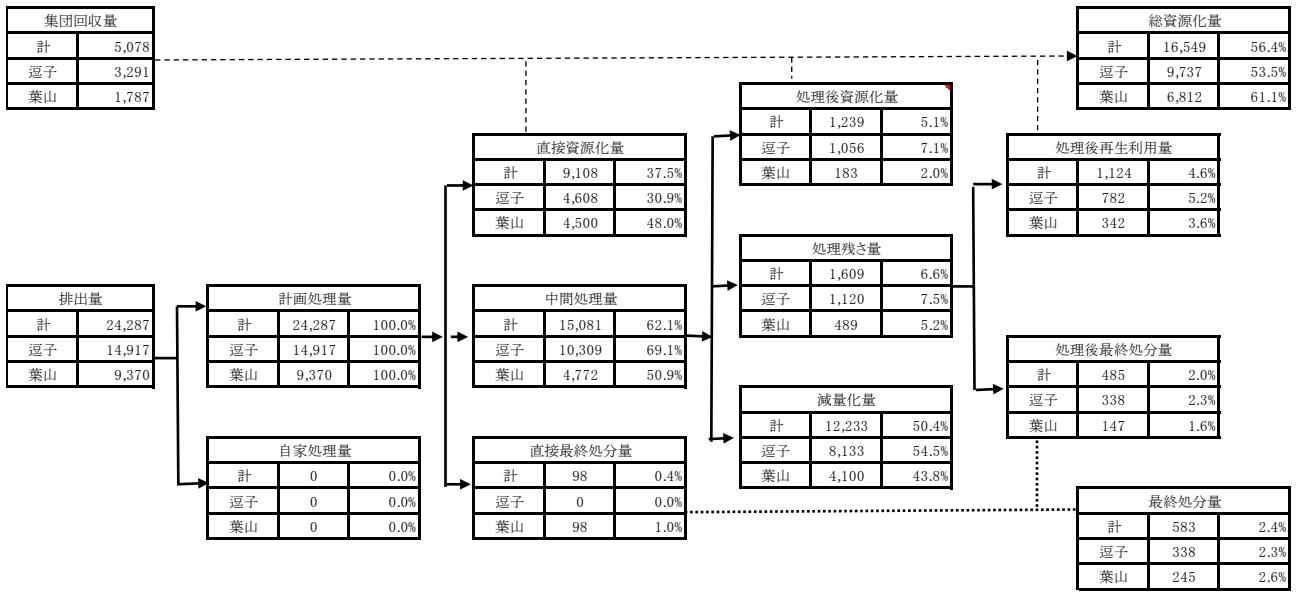 集団回収量
計 5,078
逗子 3,291
葉山 1,787
総資源化量
計 16,549 56.4%
逗子 9,737 53.5%
葉山 6,812 61.1%
処理後資源化量
計 1,239 5.1%
逗子 1,056 7.1%
葉山 183 2.0%
直接資源化量
計 9,108 37.5%
逗子 4,608 30.9%
葉山 4,500 48.0%
処理後再生利用量
計 1,124 4.6%
逗子 782 5.2%
葉山 342 3.6%
処理残さ量
計 1,609 6.6%
逗子 1,120 7.5%
葉山 489 5.2%
排出量
計 24,287
逗子 14,917
葉山 9,370
計画処理量
計 24,287 100.0%
逗子 14,917 100.0%
葉山 9,370 100.0%
中間処理量
計 15,081 62.1%
逗子 10,309 69.1%
葉山 4,772 50.9%
処理後最終処分量
計 485 2.0%
逗子 338 2.3%
葉山 147 1.6%
減量化量
計 12,233 50.4%
逗子 8,133 54.5%
葉山 4,100 43.8%
自家処理量
計 0 0.0%
逗子 0 0.0%
葉山 0 0.0%
直接最終処分量
計 98 0.4%
逗子 0 0.0%
葉山 98 1.0%
最終処分量
計 583 2.4%
逗子 338 2.3%
葉山 245 2.6%